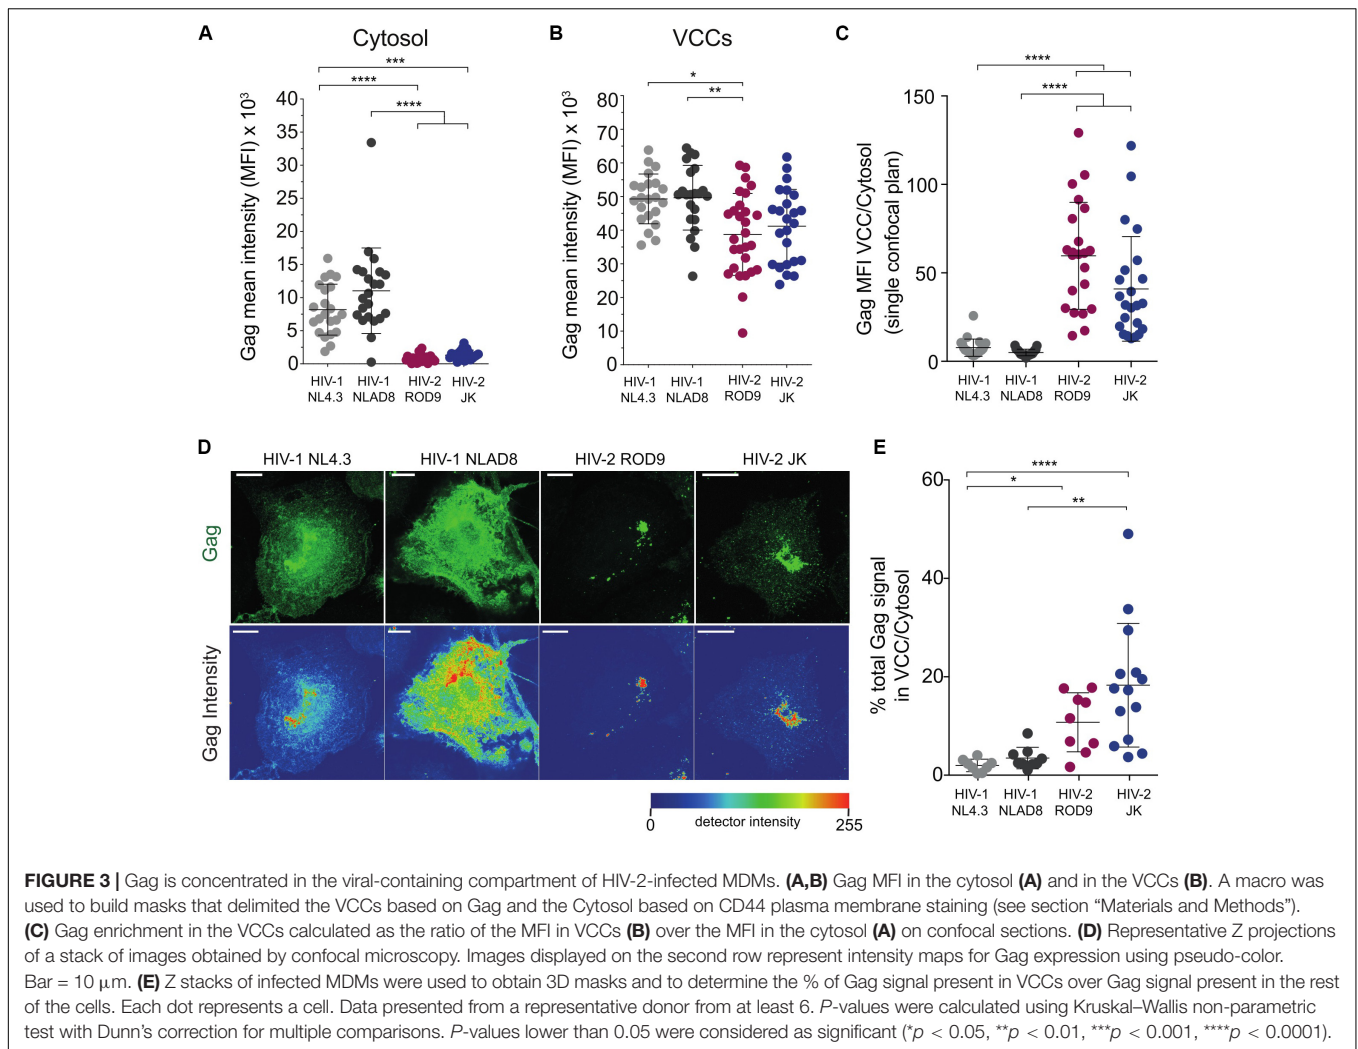 A
Cytosol
***
****
****
Gag mean intensity (MFI) x 10³
40
35
30
25
20
15
10
5
0
HIV-1 HIV-1 HIV-2 HIV-2
NL4.3 NLAD8 ROD9 JK
B
VCCs
*
**
Gag mean intensity (MFI) x 10³
80
70
60
50
40
30
20
10
0
HIV-1 HIV-1 HIV-2 HIV-2
NL4.3 NLAD8 ROD9 JK
C
****
****
Gag MFI VCC/Cytosol
(single confocal plan)
150
100
50
0
HIV-1 HIV-1 HIV-2 HIV-2
NL4.3 NLAD8 ROD9 JK
D
HIV-1 NL4.3 HIV-1 NLAD8 HIV-2 ROD9 HIV-2 JK
Gag
Gag Intensity
0 detector intensity 255
E
****
*
**
% total Gag signal
in VCC/Cytosol
60
40
20
0
HIV-1 HIV-1 HIV-2 HIV-2
NL4.3 NLAD8 ROD9 JK
FIGURE 3 | Gag is concentrated in the viral-containing compartment of HIV-2-infected MDMs. (A,B) Gag MFI in the cytosol (A) and in the VCCs (B). A macro was
used to build masks that delimited the VCCs based on Gag and the Cytosol based on CD44 plasma membrane staining (see section “Materials and Methods”).
(C) Gag enrichment in the VCCs calculated as the ratio of the MFI in VCCs (B) over the MFI in the cytosol (A) on confocal sections. (D) Representative Z projections
of a stack of images obtained by confocal microscopy. Images displayed on the second row represent intensity maps for Gag expression using pseudo-color.
Bar = 10 μm. (E) Z stacks of infected MDMs were used to obtain 3D masks and to determine the % of Gag signal present in VCCs over Gag signal present in the rest
of the cells. Each dot represents a cell. Data presented from a representative donor from at least 6. P-values were calculated using Kruskal–Wallis non-parametric
test with Dunn’s correction for multiple comparisons. P-values lower than 0.05 were considered as significant (*p < 0.05, **p < 0.01, ***p < 0.001, ****p < 0.0001).